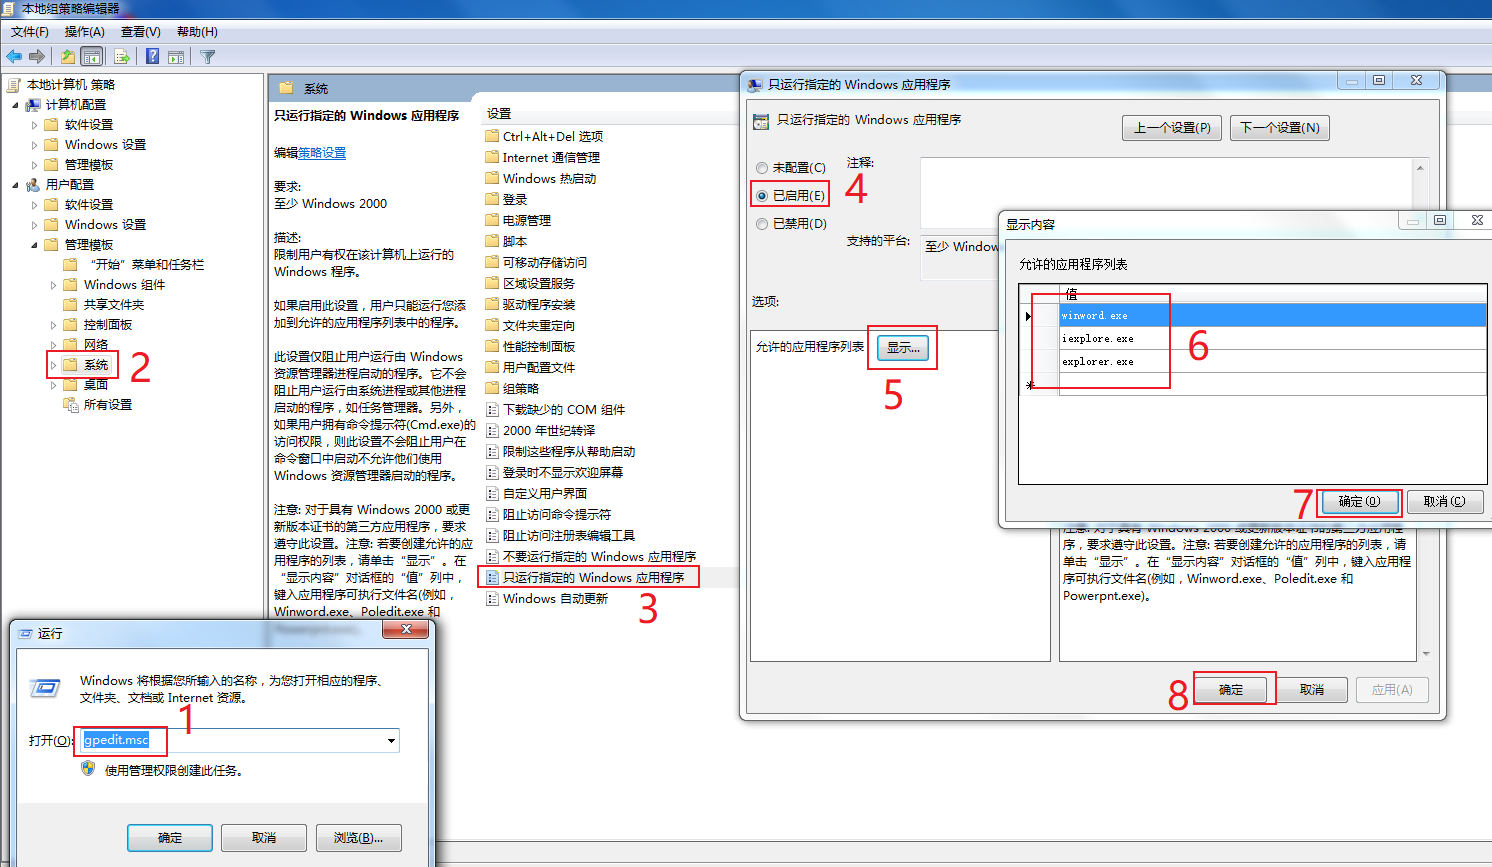 本地组策略编辑器
文件(F) 操作(A) 查看(V) 帮助(H)
本地计算机 策略
计算机配置
软件设置
Windows 设置
管理模板
用户配置
软件设置
Windows 设置
管理模板
“开始”菜单和任务栏
Windows 组件
共享文件夹
控制面板
网络
系统
2
桌面
所有设置
系统
只运行指定的 Windows 应用程序
编辑策略设置
要求:
至少 Windows 2000
描述:
限制用户有权在该计算机上运行的
Windows 程序。
如果启用此设置，用户只能运行您添
加到允许的应用程序列表中的程序。
此设置仅阻止用户运行由 Windows
资源管理器进程启动的程序。它不会
阻止用户运行由系统进程或其他进程
启动的程序，如任务管理器。另外，
如果用户拥有命令提示符(Cmd.exe)的
访问权限，则此设置不会阻止用户在
命令窗口中启动不允许他们使用
Windows 资源管理器启动的程序。
注意: 对于具有 Windows 2000 或更
新版本证书的第三方应用程序，要求
遵守此设置。注意: 若要创建允许的应
用程序的列表，请单击“显示”。在
“显示内容”对话框的“值”列中，
键入应用程序可执行文件名(例如，
Winword.exe、Poledit.exe 和
设置
Ctrl+Alt+Del 选项
Internet 通信管理
Windows 热启动
登录
电源管理
脚本
可移动存储访问
区域设置服务
驱动程序安装
文件夹重定向
性能控制面板
用户配置文件
组策略
下载缺少的 COM 组件
2000 年世纪转译
限制这些程序从帮助启动
登录时不显示欢迎屏幕
自定义用户界面
阻止访问命令提示符
阻止访问注册表编辑工具
不要运行指定的 Windows 应用程序
只运行指定的 Windows 应用程序
3
Windows 自动更新
只运行指定的 Windows 应用程序
只运行指定的 Windows 应用程序
上一个设置(P) 下一个设置(N)
未配置(C)
已启用(E)
已禁用(D)
4
注释:
支持的平台:
至少 Window
选项:
允许的应用程序列表 显示...
5
显示内容
允许的应用程序列表
值
winword.exe
iexplore.exe
explorer.exe
6
7
确定(O) 取消(C)
注意: 对于具有 Windows 2000 或更新版本证书的第三方应用程
序，要求遵守此设置。注意: 若要创建允许的应用程序的列表，请
单击“显示”。在“显示内容”对话框的“值”列中，键入应用程
序可执行文件名(例如，Winword.exe、Poledit.exe 和
Powerpnt.exe)。
8
确定 取消 应用(A)
运行
Windows 将根据您所输入的名称，为您打开相应的程序、
文件夹、文档或 Internet 资源。
1
打开(O): gpedit.msc
使用管理权限创建此任务。
确定 取消 浏览(B)...